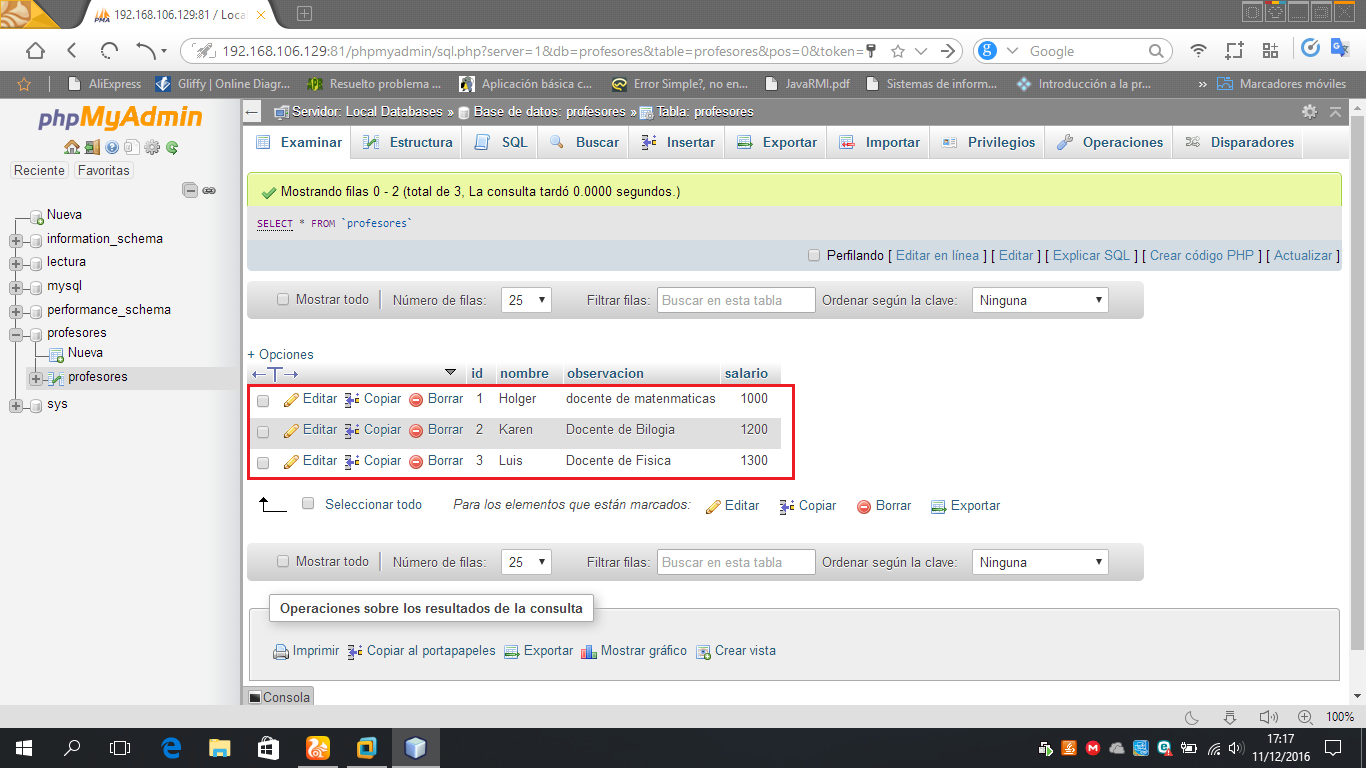 192.168.106.129:81 / Loca
192.168.106.129:81/phpmyadmin/sql.php?server=1&db=profesores&table=profesores&pos=0&token=
Google
AliExpress
Gliffy | Online Diagr...
Resuelto problema ...
Aplicación básica c...
Error Simple?, no en...
JavaRMI.pdf
Sistemas de inform...
Introducción a la pr...
»
Marcadores móviles
phpMyAdmin
Reciente
Favoritas
Nueva
information_schema
lectura
mysql
performance_schema
profesores
Nueva
profesores
sys
Servidor: Local Databases » Base de datos: profesores » Tabla: profesores
Examinar Estructura SQL Buscar Insertar Exportar Importar Privilegios Operaciones Disparadores
Mostrando filas 0 - 2 (total de 3, La consulta tardó 0.0000 segundos.)
SELECT * FROM `profesores`
Perfilando [ Editar en línea ] [ Editar ] [ Explicar SQL ] [ Crear código PHP ] [ Actualizar ]
Mostrar todo Número de filas: 25 Filtrar filas: Buscar en esta tabla Ordenar según la clave: Ninguna
+ Opciones
←T→ id nombre observacion salario
Editar Copiar Borrar 1 Holger docente de matenmaticas 1000
Editar Copiar Borrar 2 Karen Docente de Bilogia 1200
Editar Copiar Borrar 3 Luis Docente de Fisica 1300
Seleccionar todo Para los elementos que están marcados: Editar Copiar Borrar Exportar
Mostrar todo Número de filas: 25 Filtrar filas: Buscar en esta tabla Ordenar según la clave: Ninguna
Operaciones sobre los resultados de la consulta
Imprimir Copiar al portapapeles Exportar Mostrar gráfico Crear vista
Consola
100%
17:17
11/12/2016